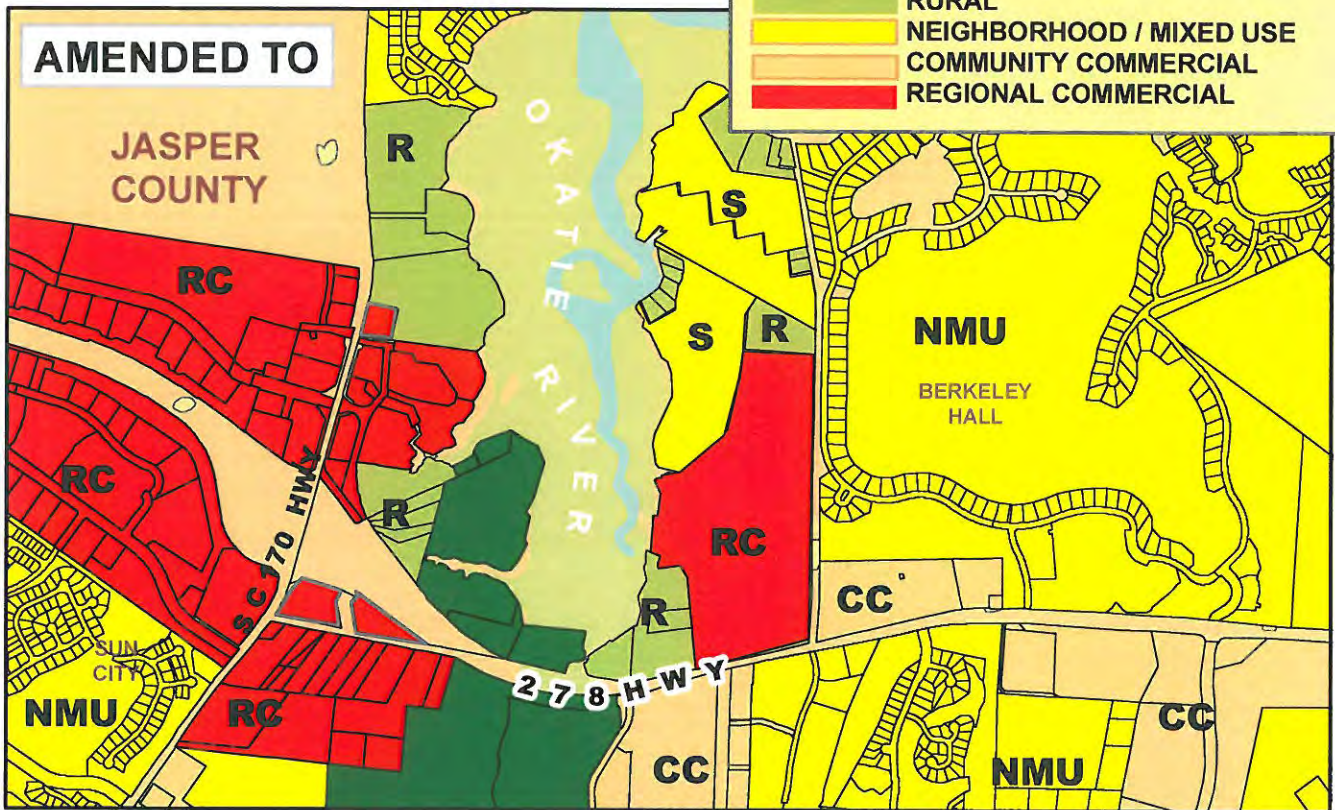 RURAL
NEIGHBORHOOD / MIXED USE
COMMUNITY COMMERCIAL
REGIONAL COMMERCIAL
AMENDED TO
JASPER
COUNTY
R
OKATIE RIVER
S
RC
S
R
NMU
BERKELEY
HALL
RC
R
RC
SC 170 HWY
R
CC
SUN
CITY
NMU
RC
278 HWY
CC
CC
NMU